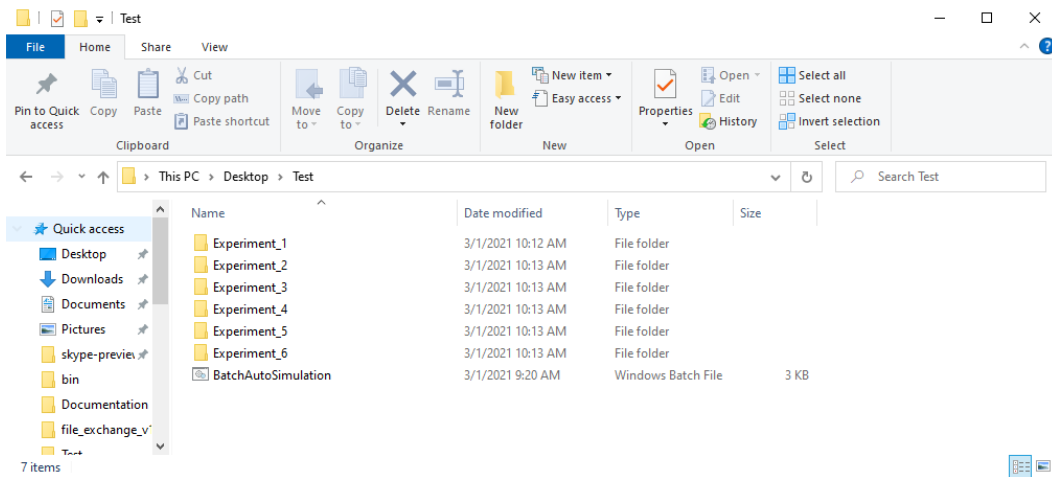 Test
File Home Share View
Pin to Quick access
Copy
Paste
Cut
Copy path
Paste shortcut
Clipboard
Move to
Copy to
Delete
Rename
Organize
New folder
New item
Easy access
New
Properties
Open
Edit
History
Open
Select all
Select none
Invert selection
Select
This PC > Desktop > Test
Search Test
Quick access
Desktop
Downloads
Documents
Pictures
skype-preview
bin
Documentation
file_exchange_v
Test
Name Date modified Type Size
Experiment_1 3/1/2021 10:12 AM File folder
Experiment_2 3/1/2021 10:13 AM File folder
Experiment_3 3/1/2021 10:13 AM File folder
Experiment_4 3/1/2021 10:13 AM File folder
Experiment_5 3/1/2021 10:13 AM File folder
Experiment_6 3/1/2021 10:13 AM File folder
BatchAutoSimulation 3/1/2021 9:20 AM Windows Batch File 3 KB
7 items